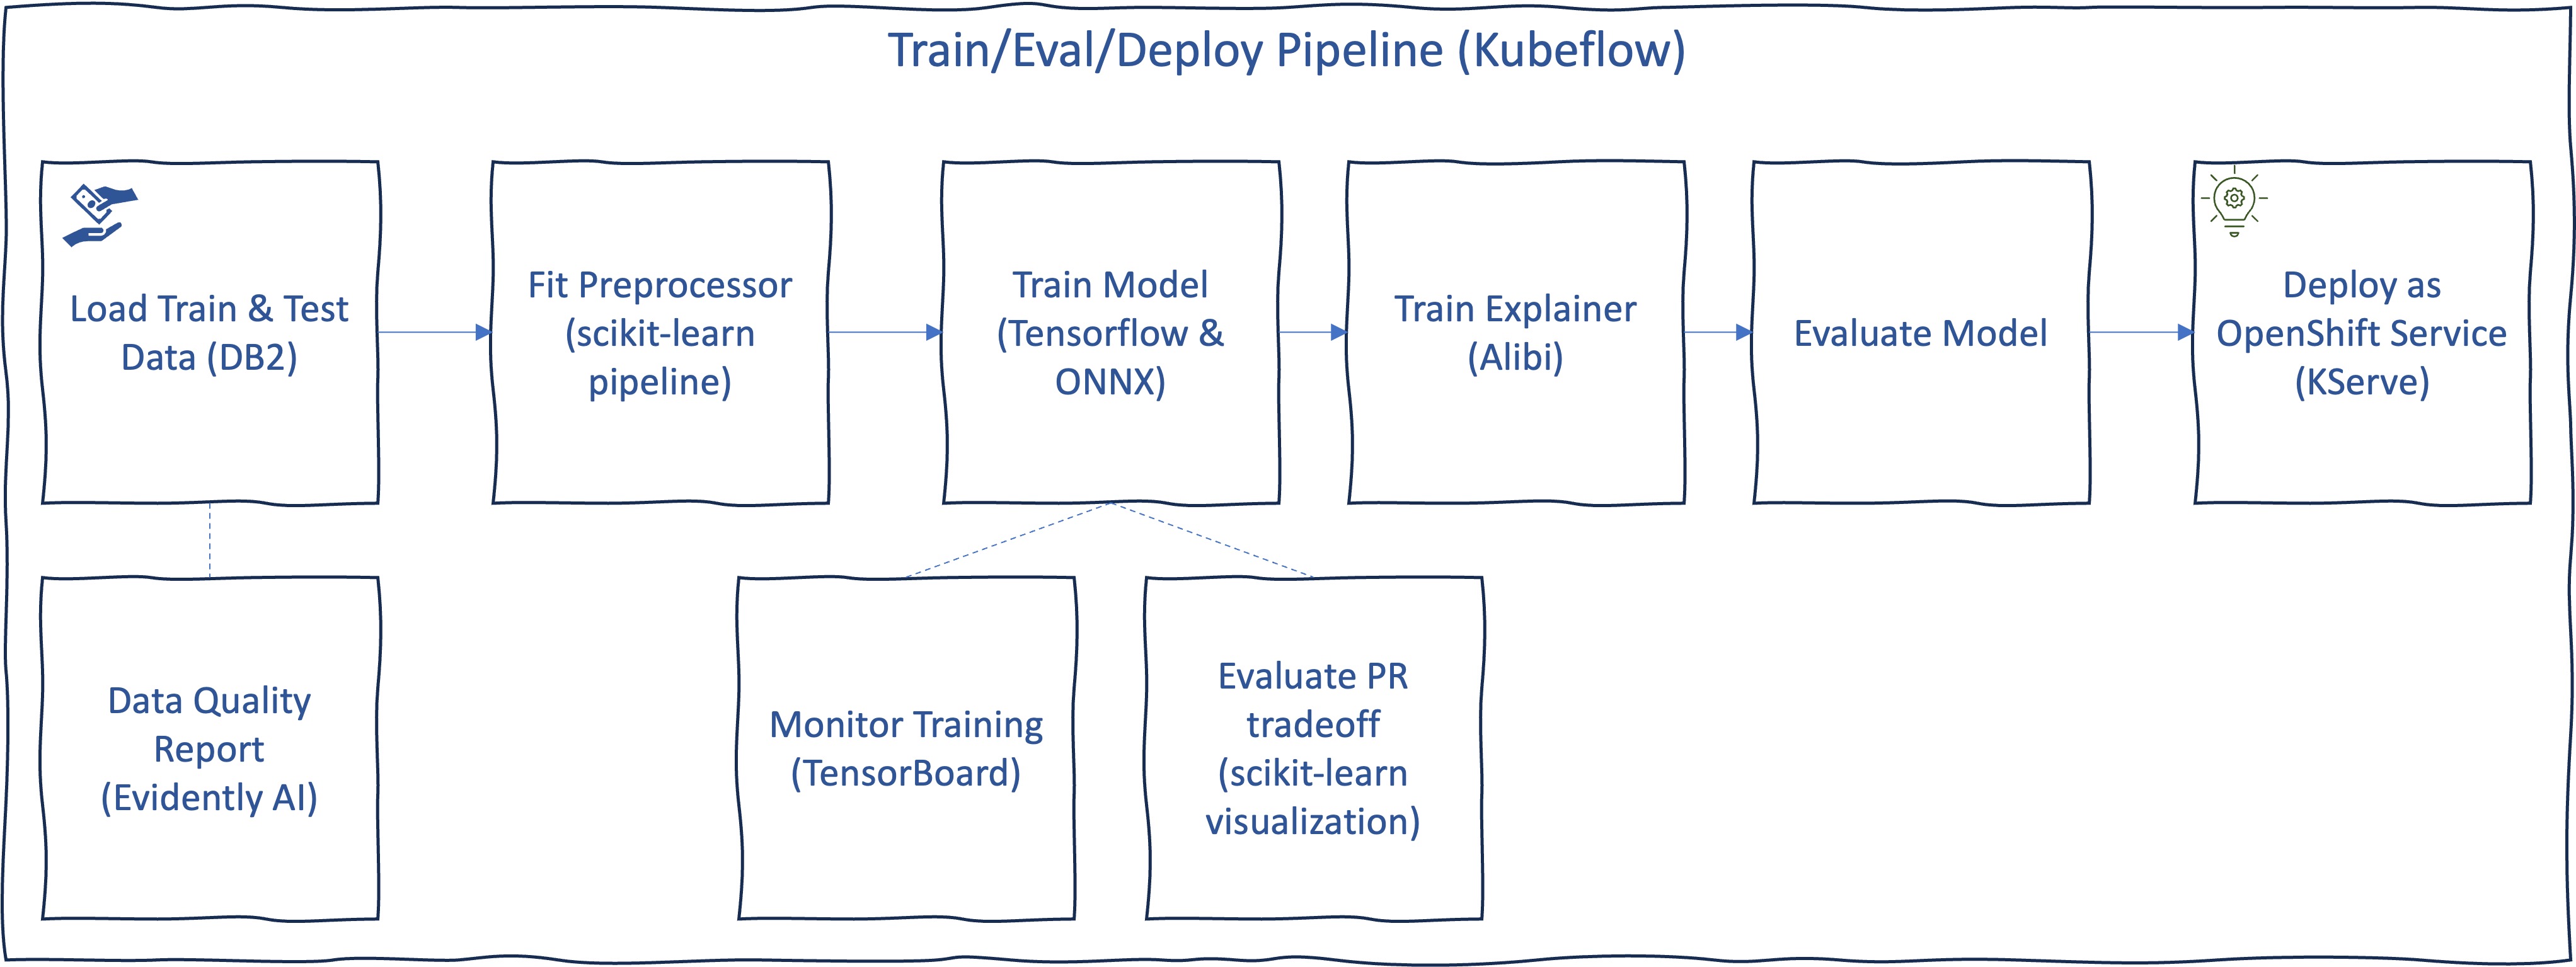 Train/Eval/Deploy Pipeline (Kubeflow)
Load Train & Test
Data (DB2)
Fit Preprocessor
(scikit-learn
pipeline)
Train Model
(Tensorflow &
ONNX)
Train Explainer
(Alibi)
Evaluate Model
Deploy as
OpenShift Service
(KServe)
Data Quality
Report
(Evidently AI)
Monitor Training
(TensorBoard)
Evaluate PR
tradeoff
(scikit-learn
visualization)